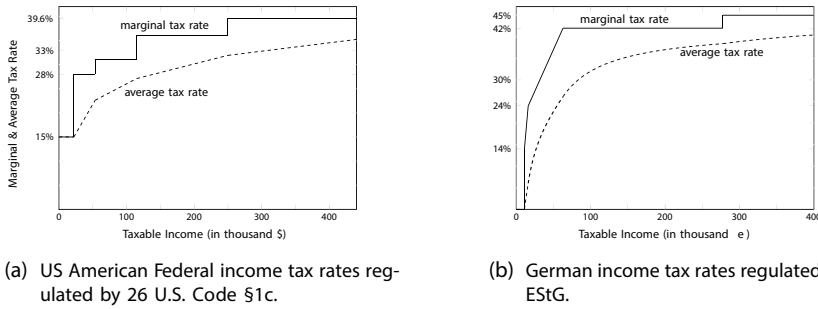 39.6%
33%
28%
15%
marginal tax rate
average tax rate
Marginal & Average Tax Rate
0 100 200 300 400
Taxable Income (in thousand $)
(a) US American Federal income tax rates reg-
ulated by 26 U.S. Code §1c.
45%
42%
30%
24%
14%
marginal tax rate
average tax rate
0 100 200 300 400
Taxable Income (in thousand e)
(b) German income tax rates regulated
EStG.